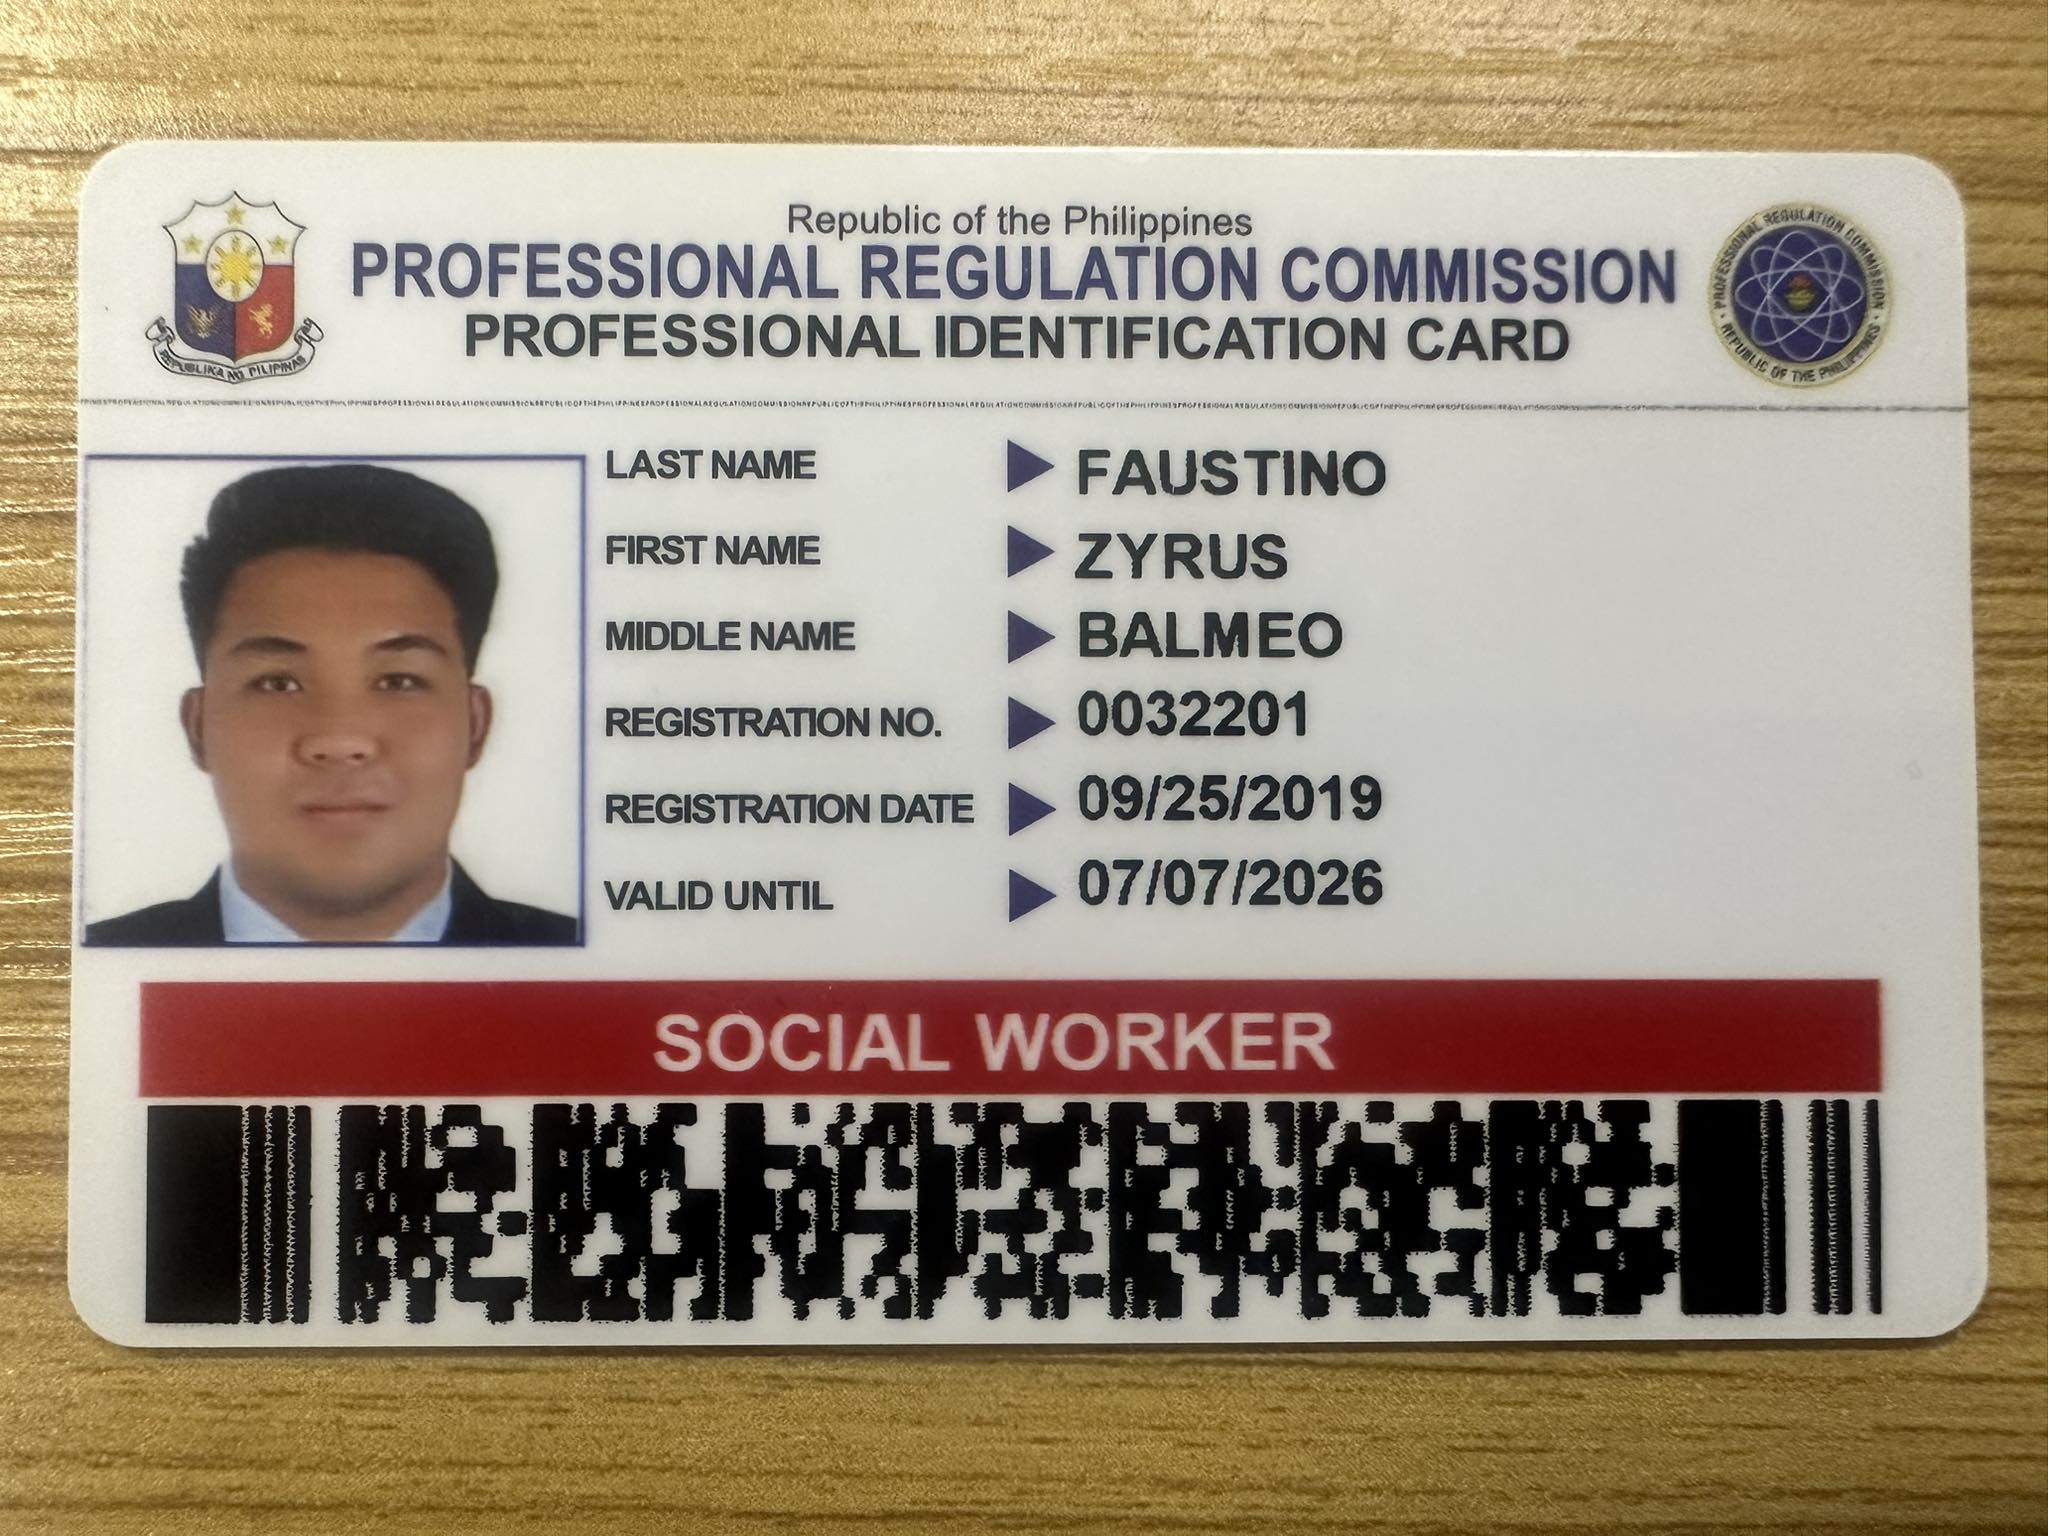 Republic of the Philippines
PROFESSIONAL REGULATION COMMISSION
PROFESSIONAL IDENTIFICATION CARD
REPUBLIKA NG PILIPINAS
PROFESSIONAL REGULATION COMMISSION
REPUBLIC OF THE PHILIPPINES
LAST NAME FAUSTINO
FIRST NAME ZYRUS
MIDDLE NAME BALMEO
REGISTRATION NO. 0032201
REGISTRATION DATE 09/25/2019
VALID UNTIL 07/07/2026
SOCIAL WORKER